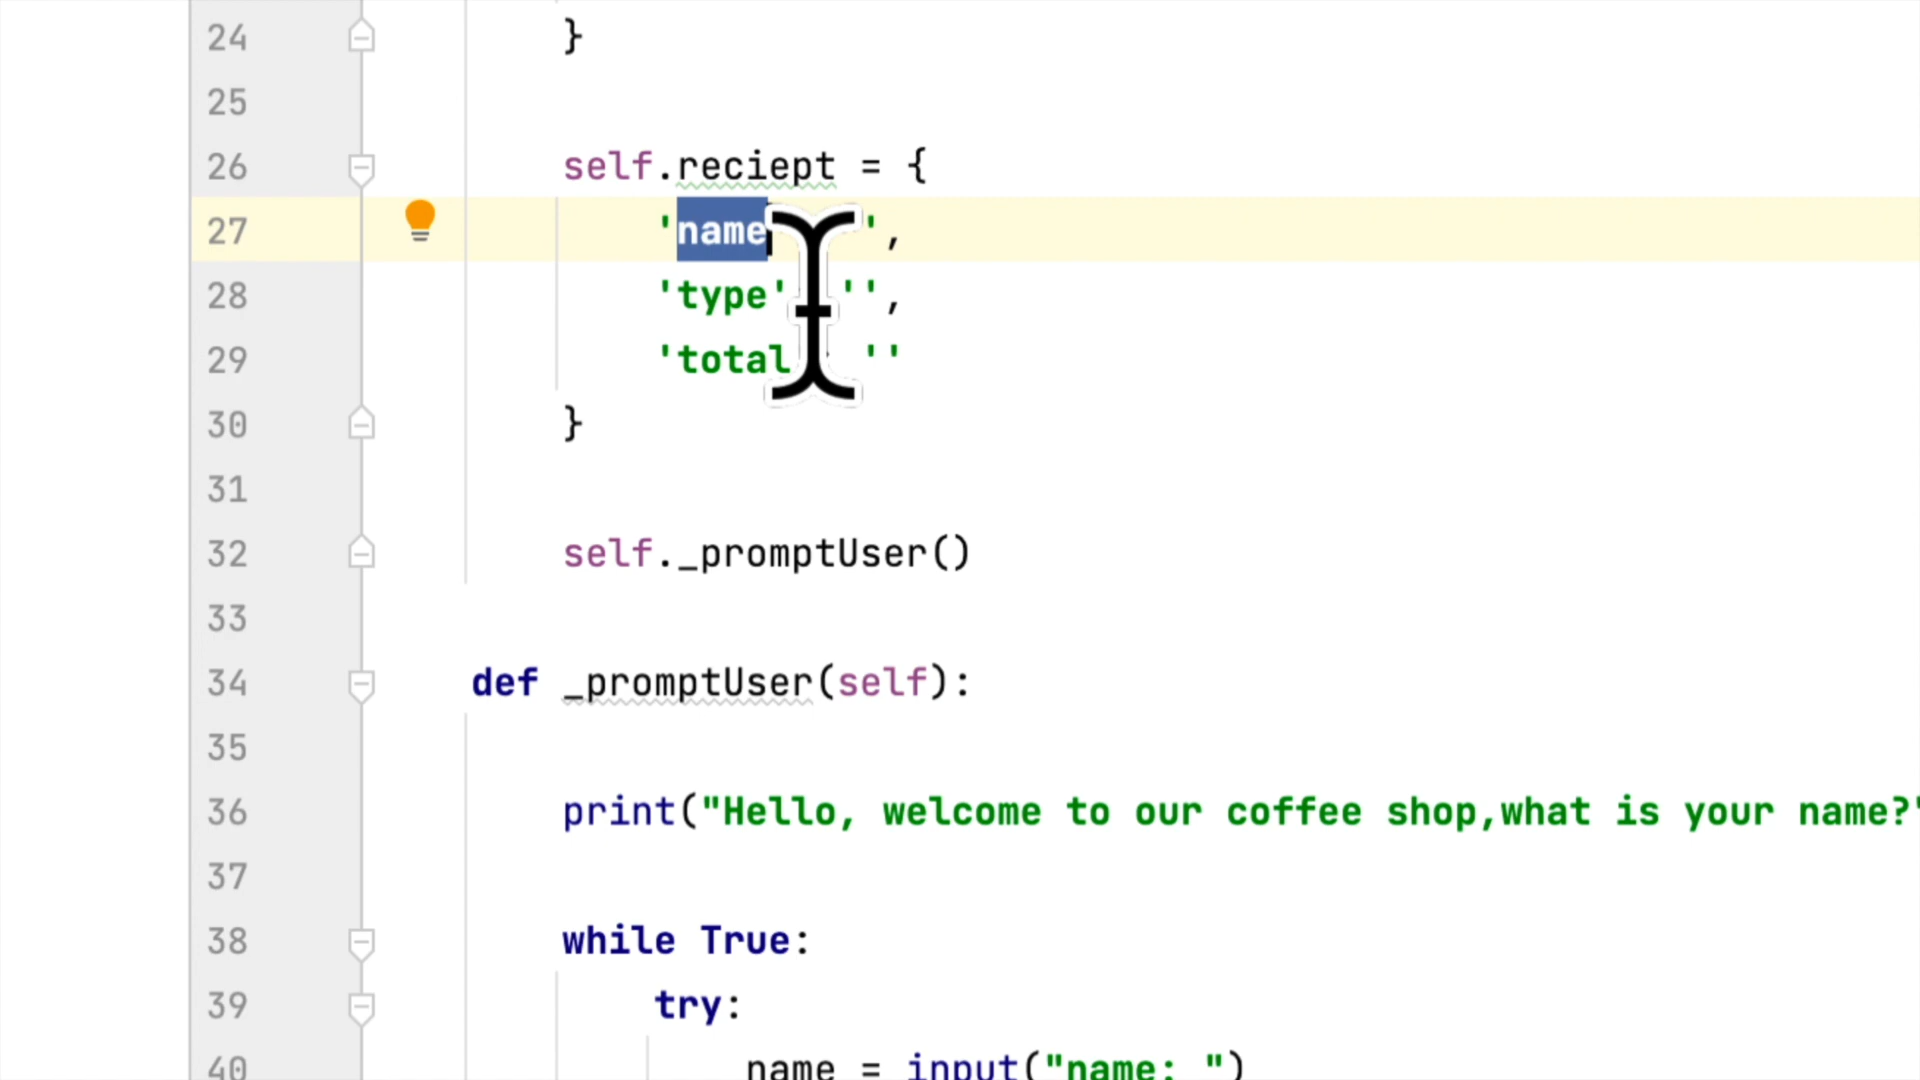 24 }
25
26 self.reciept = {
27 'name ',
28 'type' '',
29 'total ''
30 }
31
32 self._promptUser()
33
34 def _promptUser(self):
35
36 print("Hello, welcome to our coffee shop,what is your name?"
37
38 while True:
39 try:
40 name = input("name: ")